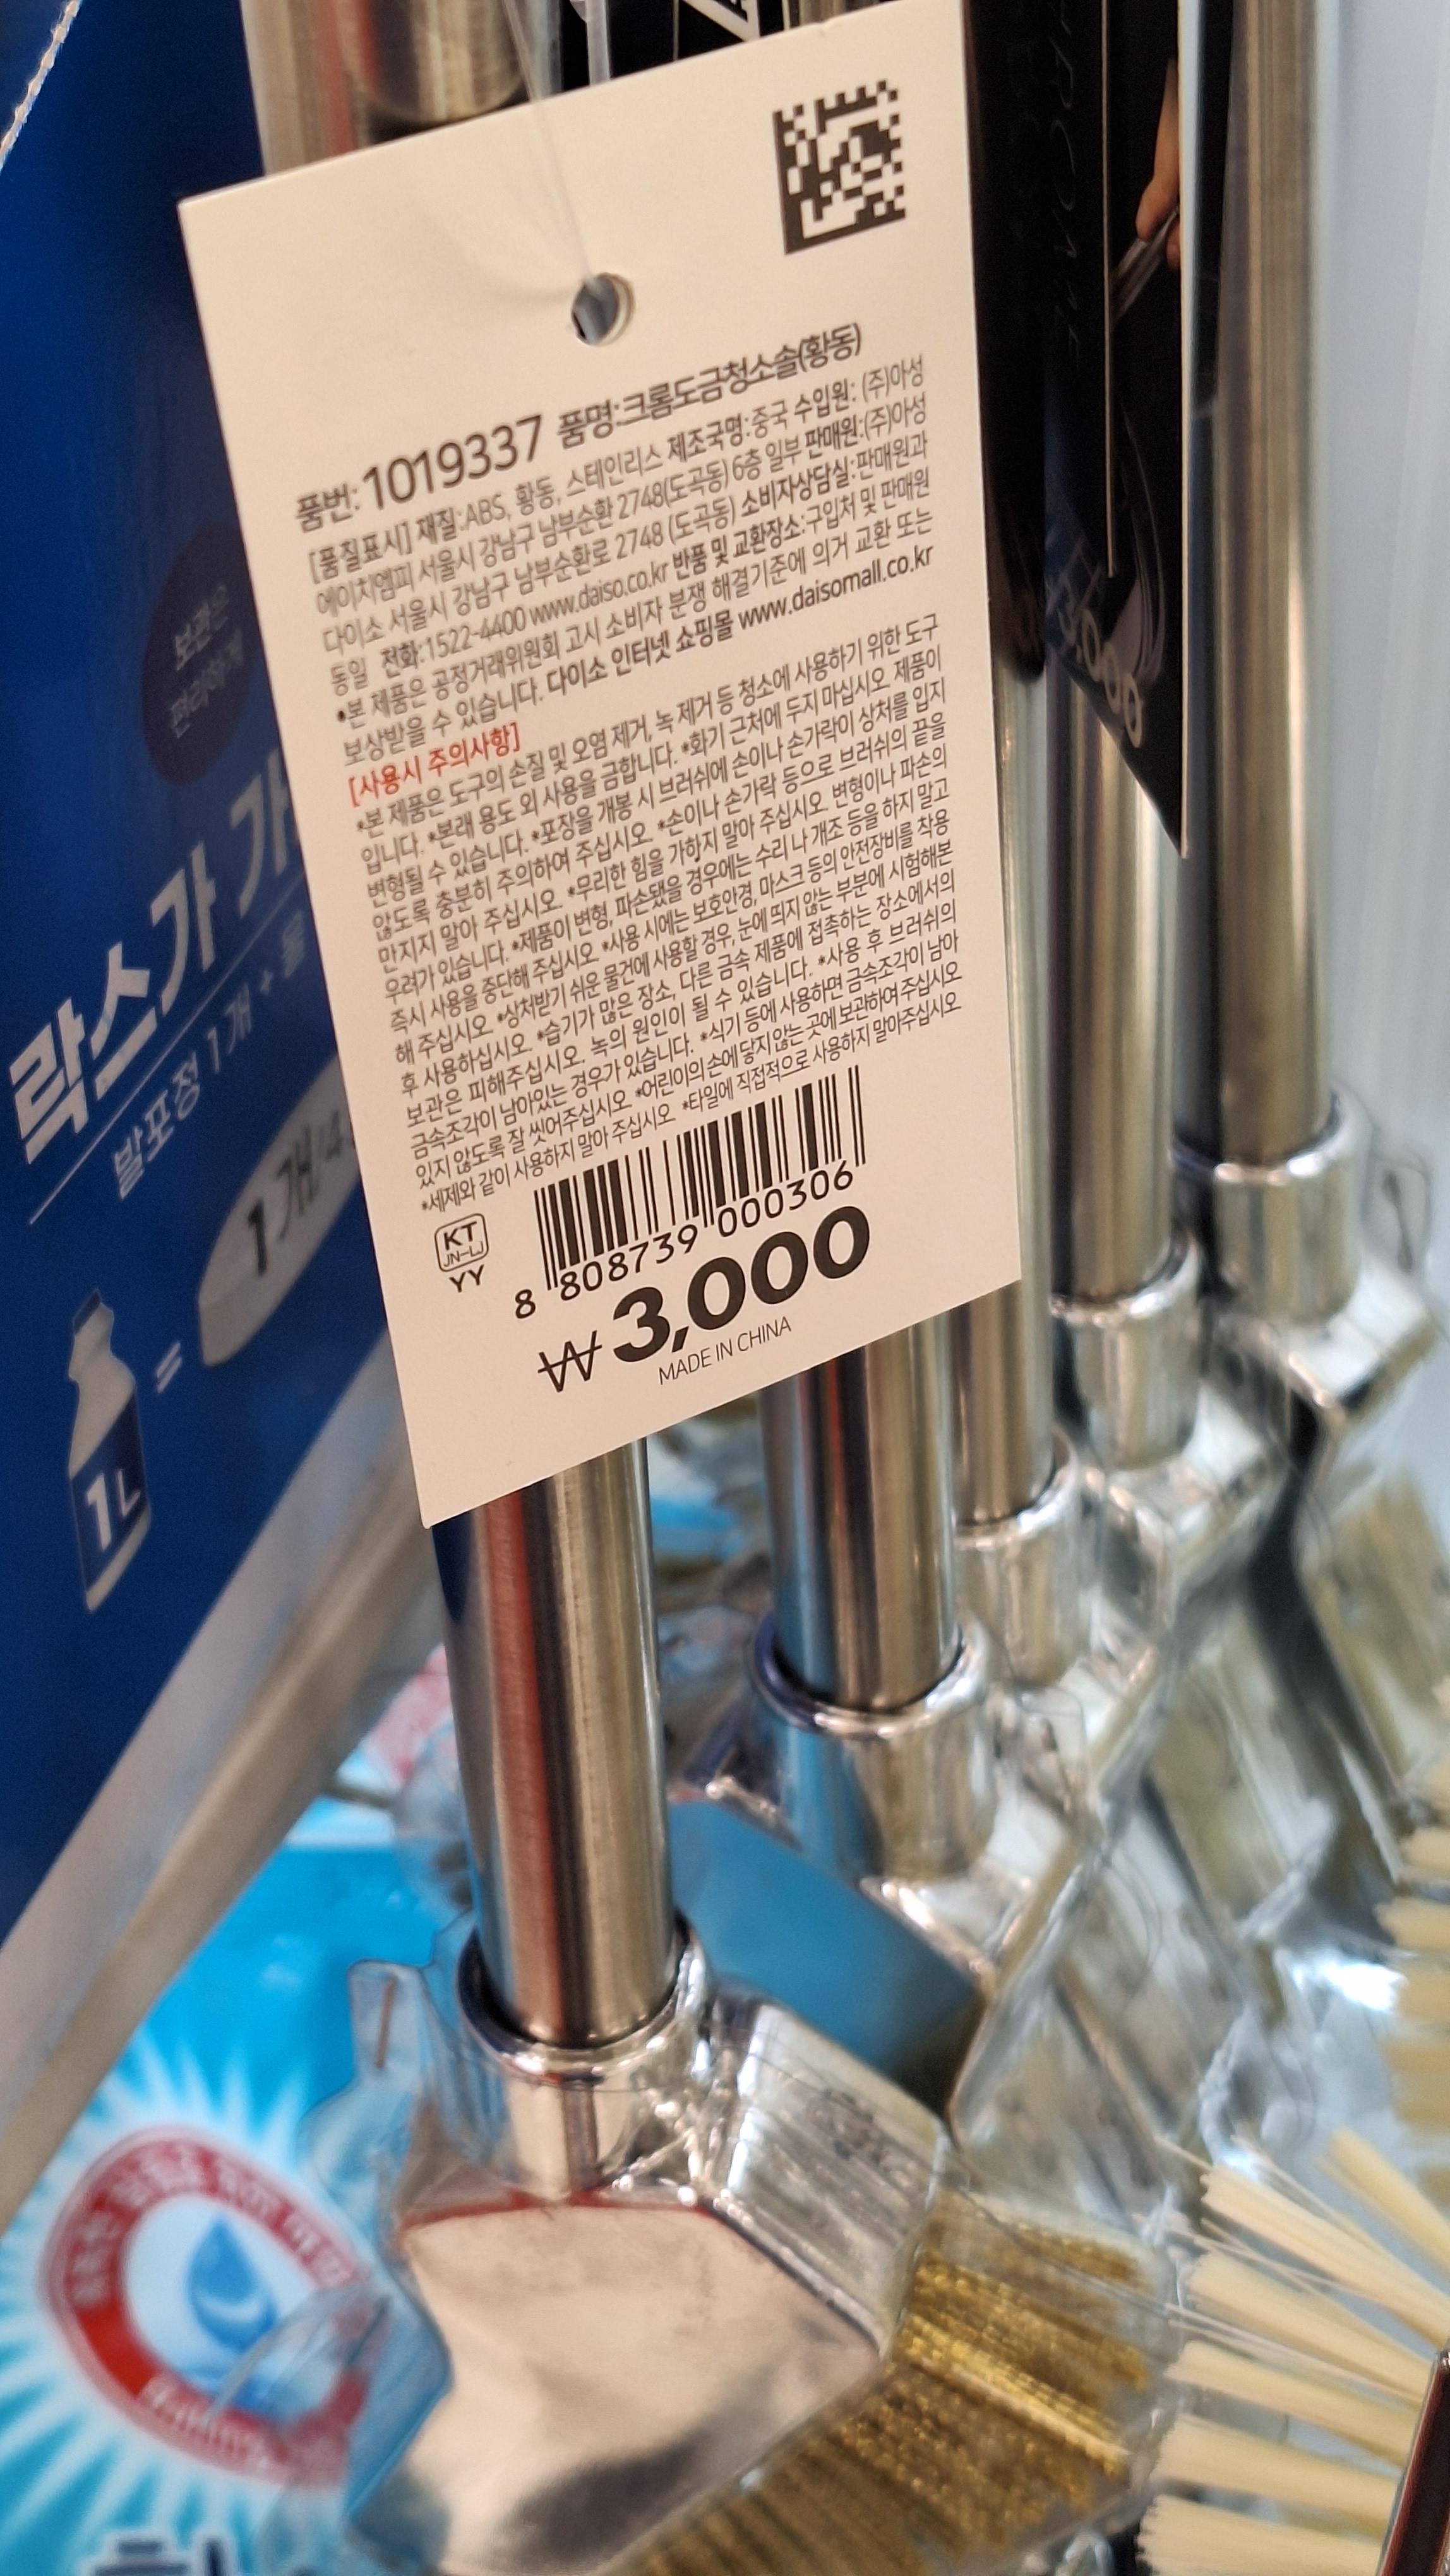 품번: 1019337 품명:크롬도금청소솔(황동)
[품질표시] 재질:ABS, 황동, 스테인리스 제조국명:중국 수입원: (주)아성
에이치엠피 서울시 강남구 남부순환 2748(도곡동) 6층 일부 판매원:(주)아성
다이소 서울시 강남구 남부순환로 2748 (도곡동) 소비자상담실:판매원과
동일 전화:1522-4400 www.daiso.co.kr 반품 및 교환장소:구입처 및 판매원
•본 제품은 공정거래위원회 고시 소비자 분쟁 해결기준에 의거 교환 또는
보상받을 수 있습니다. 다이소 인터넷 쇼핑몰 www.daisomall.co.kr
[사용시 주의사항]
*본 제품은 도구의 손질 및 오염 제거, 녹 제거 등 청소에 사용하기 위한 도구
입니다. *본래 용도 외 사용을 금합니다. *화기 근처에 두지 마십시오. 제품이
변형될 수 있습니다. *포장을 개봉 시 브러쉬에 손이나 손가락이 상처를 입지
않도록 충분히 주의하여 주십시오. *손이나 손가락 등으로 브러쉬의 끝을
만지지 말아 주십시오. *무리한 힘을 가하지 말아 주십시오. 변형이나 파손의
우려가 있습니다. *제품이 변형, 파손됐을 경우에는 수리 나 개조 등을 하지 말고
즉시 사용을 중단해 주십시오. *사용 시에는 보호안경, 마스크 등의 안전장비를 착용
해 주십시오. *상처받기 쉬운 물건에 사용할 경우, 눈에 띄지 않는 부분에 시험해본
후 사용하십시오. *습기가 많은 장소, 다른 금속 제품에 접촉하는 장소에서의
보관은 피해주십시오. 녹의 원인이 될 수 있습니다. *사용 후 브러쉬의
금속조각이 남아있는 경우가 있습니다. *식기 등에 사용하면 금속조각이 남아
있지 않도록 잘 씻어주십시오. *어린이의 손에 닿지 않는 곳에 보관하여 주십시오
*세제와 같이 사용하지 말아 주십시오. *타일에 직접적으로 사용하지 말아주십시오
KT
YY
8 808739 000306
₩3,000
MADE IN CHINA
보관은
편리하게
락스가 가
발포정 1개 + 물
1개
=
1L